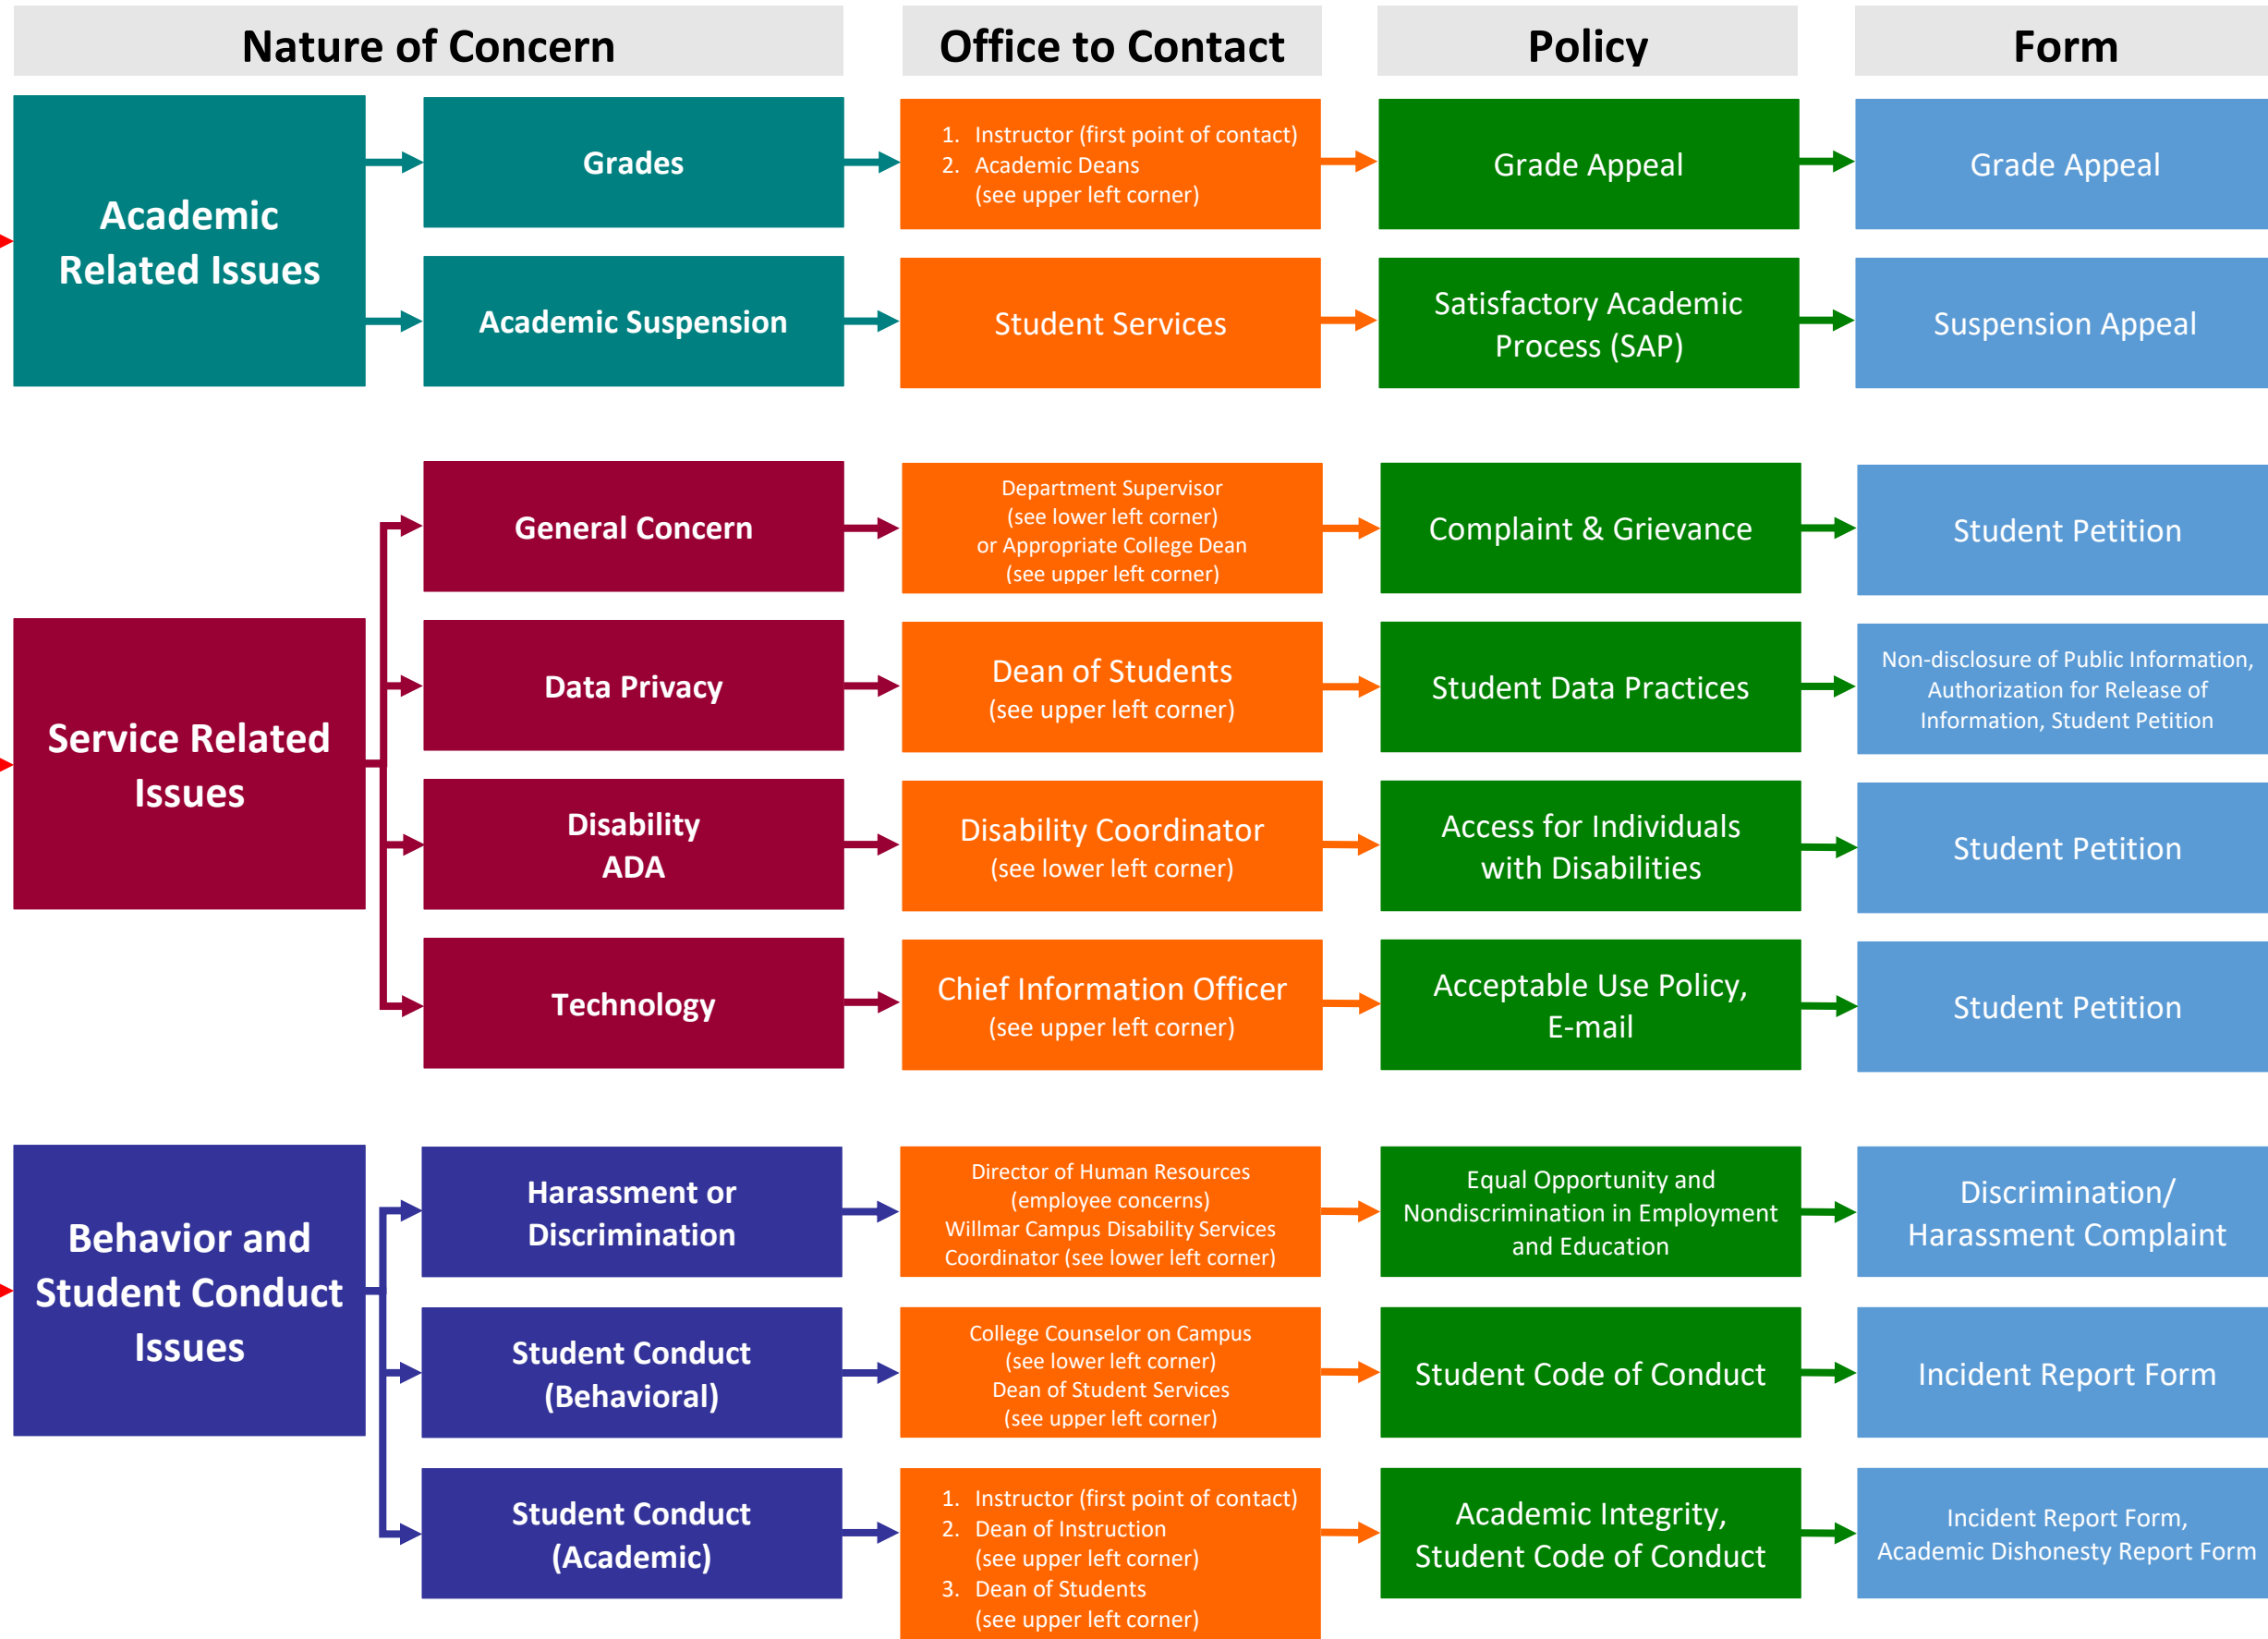 Nature of Concern
Office to Contact
Policy
Form
Academic
Related Issues
Grades
1. Instructor (first point of contact)
2. Academic Deans
(see upper left corner)
Grade Appeal
Grade Appeal
Academic Suspension
Student Services
Satisfactory Academic
Process (SAP)
Suspension Appeal
Service Related
Issues
General Concern
Department Supervisor
(see lower left corner)
or Appropriate College Dean
(see upper left corner)
Complaint & Grievance
Student Petition
Data Privacy
Dean of Students
(see upper left corner)
Student Data Practices
Non-disclosure of Public Information,
Authorization for Release of
Information, Student Petition
Disability
ADA
Disability Coordinator
(see lower left corner)
Access for Individuals
with Disabilities
Student Petition
Technology
Chief Information Officer
(see upper left corner)
Acceptable Use Policy,
E-mail
Student Petition
Behavior and
Student Conduct
Issues
Harassment or
Discrimination
Director of Human Resources
(employee concerns)
Willmar Campus Disability Services
Coordinator (see lower left corner)
Equal Opportunity and
Nondiscrimination in Employment
and Education
Discrimination/
Harassment Complaint
Student Conduct
(Behavioral)
College Counselor on Campus
(see lower left corner)
Dean of Student Services
(see upper left corner)
Student Code of Conduct
Incident Report Form
Student Conduct
(Academic)
1. Instructor (first point of contact)
2. Dean of Instruction
(see upper left corner)
3. Dean of Students
(see upper left corner)
Academic Integrity,
Student Code of Conduct
Incident Report Form,
Academic Dishonesty Report Form